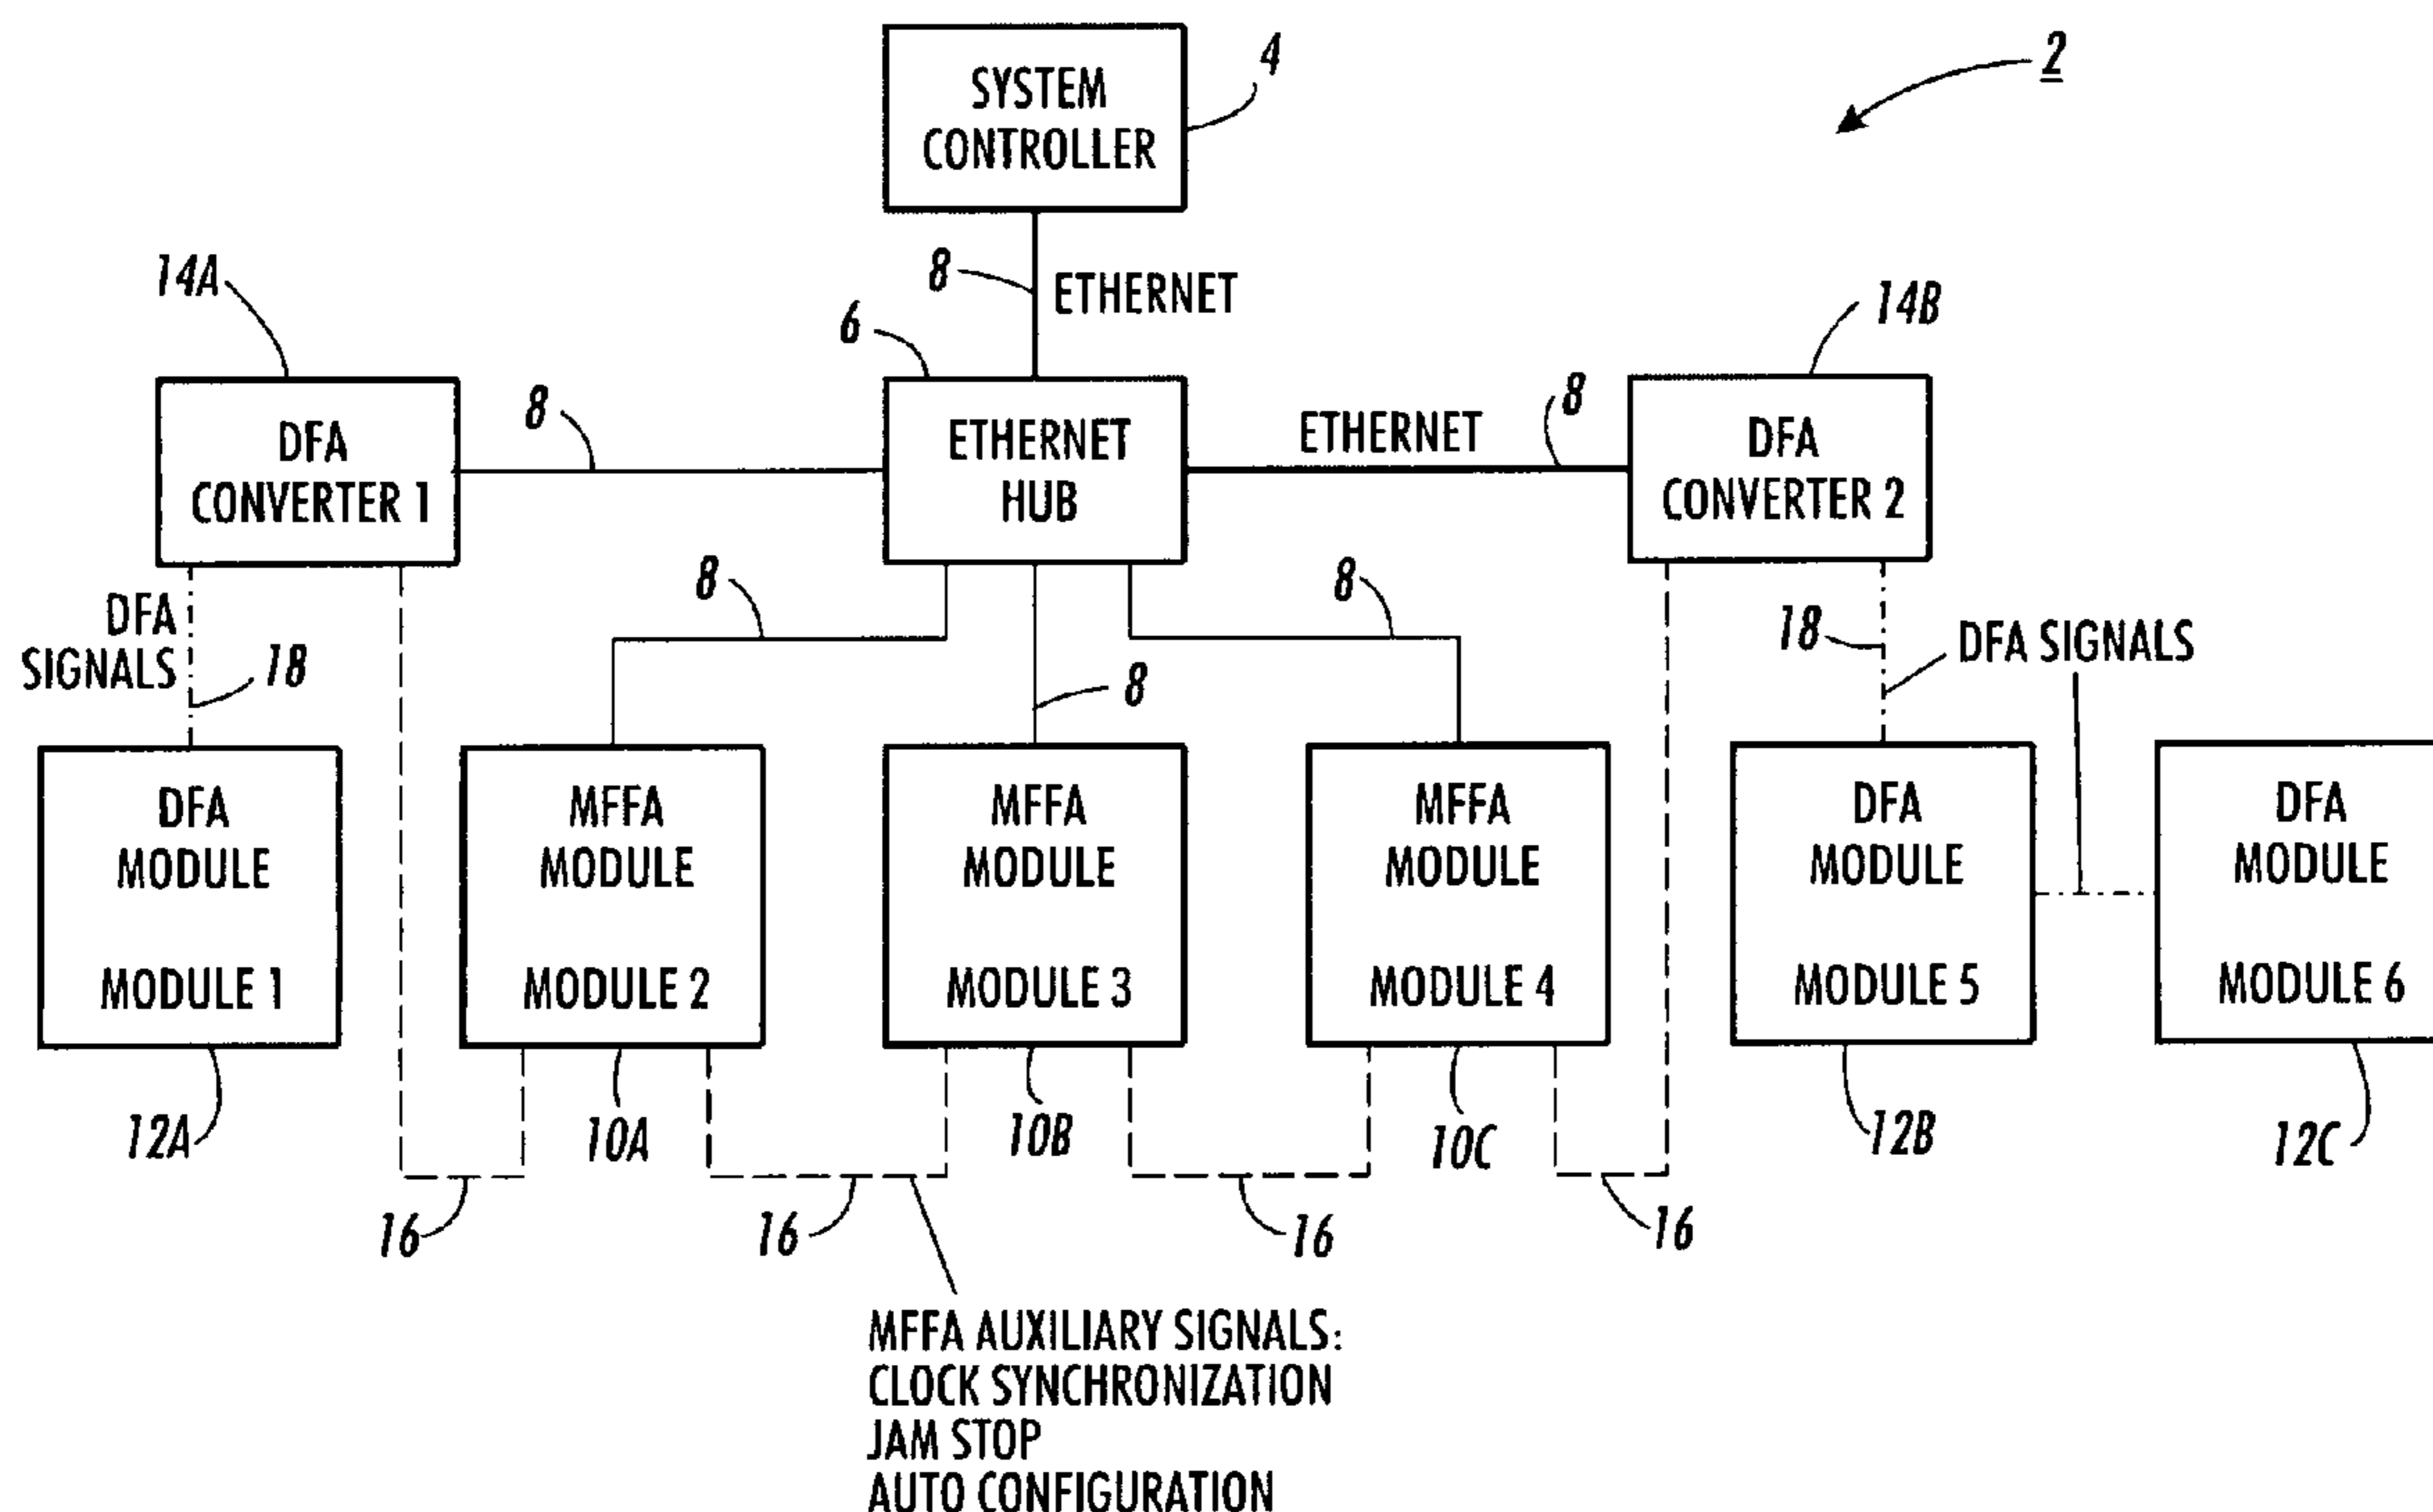 SYSTEM
CONTROLLER
4
2
8
ETHERNET
14A
6
14B
DFA
CONVERTER 1
8
ETHERNET
HUB
ETHERNET
8
DFA
CONVERTER 2
8
8
DFA
SIGNALS
18
8
18
DFA SIGNALS
DFA
MODULE
MODULE 1
MFFA
MODULE
MODULE 2
MFFA
MODULE
MODULE 3
MFFA
MODULE
MODULE 4
DFA
MODULE
MODULE 5
DFA
MODULE
MODULE 6
12A
10A
10B
10C
12B
12C
16
16
16
16
MFFA AUXILIARY SIGNALS:
CLOCK SYNCHRONIZATION
JAM STOP
AUTO CONFIGURATION